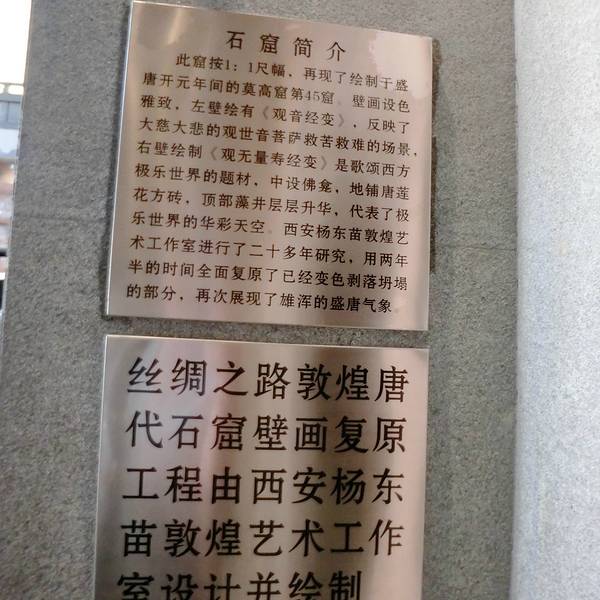 石窟简介
此窟按1：1尺幅，再现了绘制于盛
唐开元年间的莫高窟第45窟。壁画设色
雅致，左壁绘有《观音经变》，反映了
大慈大悲的观世音菩萨救苦救难的场景，
右壁绘制《观无量寿经变》是歌颂西方
极乐世界的题材，中设佛龛，地铺唐莲
花方砖，顶部藻井层层升华，代表了极
乐世界的华彩天空。西安杨东苗敦煌艺
术工作室进行了二十多年研究，用两年
半的时间全面复原了已经变色剥落坍塌
的部分，再次展现了雄浑的盛唐气象。
丝绸之路敦煌唐
代石窟壁画复原
工程由西安杨东
苗敦煌艺术工作
室设计并绘制